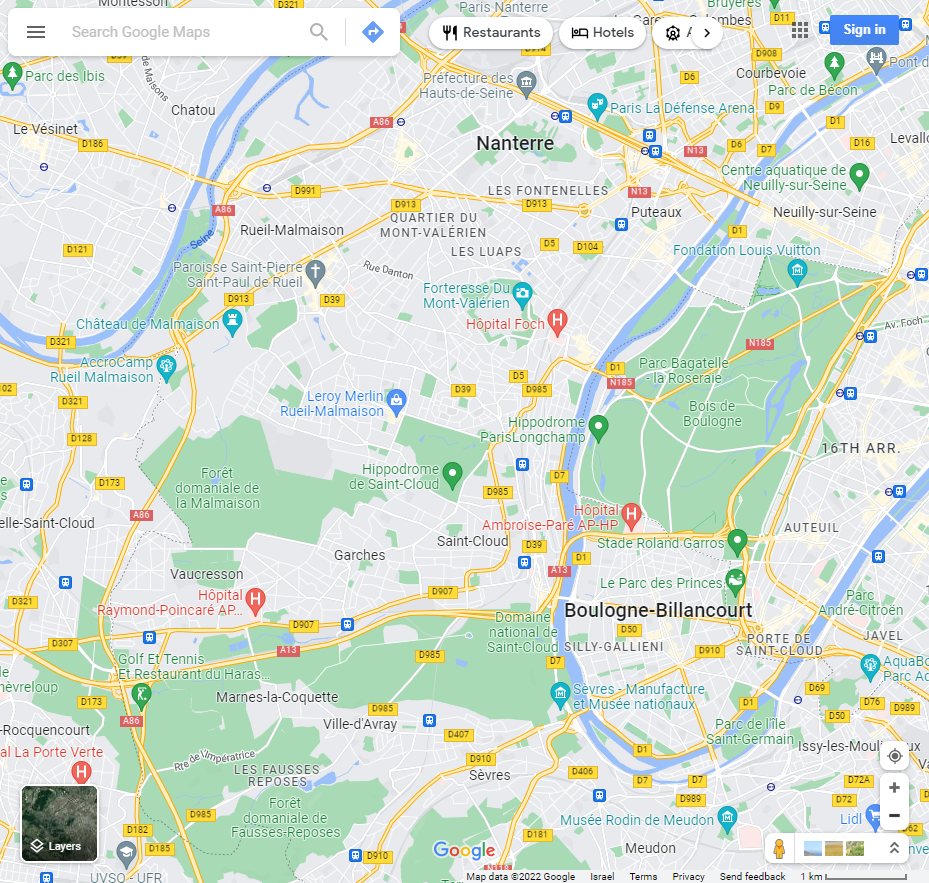 Montesson
D321
Paris Nanterre
Bruyères
Search Google Maps
Restaurants
Hotels
Sign in
D11
D914
D908
Préfecture des
Hauts-de-Seine
D6
Courbevoie
Parc des Ibis
Parc de Bécon
Chatou
Paris La Défense Arena
D9
Le Vésinet
A86
D1
D186
Nanterre
N13
D6
D7
D16
Centre aquatique de
Neuilly-sur-Seine
D991
LES FONTENELLES
N13
D913
D913
A86
QUARTIER DU
MONT-VALÉRIEN
Puteaux
Neuilly-sur-Seine
Rueil-Malmaison
D1
Seine
D121
LES LUAPS
D5
D104
Fondation Louis Vuitton
Paroisse Saint-Pierre
Saint-Paul de Rueil
Rue Danton
D913
D39
Forteresse Du
Mont-Valérien
Château de Malmaison
Hôpital Foch
Av. Foch
D321
N185
AccroCamp
Rueil Malmaison
Parc Bagatelle
- la Roseraie
D1
D5
N185
D39
D985
D321
Leroy Merlin
Rueil-Malmaison
Bois de
Boulogne
D128
Hippodrome
ParisLongchamp
16TH ARR.
Forêt
domaniale de
la Malmaison
Hippodrome
de Saint-Cloud
D7
D173
D985
A86
Hôpital
Ambroise-Paré AP-HP
elle-Saint-Cloud
AUTEUIL
Saint-Cloud
D39
Stade Roland Garros
Garches
D1
A13
Vaucresson
Le Parc des Princes
D907
Hôpital
Raymond-Poincaré AP...
D321
Parc
André-Citroën
Boulogne-Billancourt
Domaine
national de
Saint-Cloud
D907
D50
D307
A13
SILLY-GALLIENI
D910
PORTE DE
SAINT-CLOUD
JAVEL
D985
D7
Golf Et Tennis
Et Restaurant du Haras...
D69
Sèvres - Manufacture
et Musée nationaux
D173
Marnes-la-Coquette
D1
D76
D985
D989
D50
A86
Ville-d'Avray
Parc de l'île
Saint-Germain
-Rocquencourt
D407
D1
al La Porte Verte
Rte de l'Impératrice
D910
LES FAUSSES
REPOSES
Sèvres
D406
D7
D7
D72A
D989
D72
Forêt
domaniale de
Fausses-Reposes
D985
Layers
Musée Rodin de Meudon
Lidl
D62
D182
D181
D185
Google
D910
Meudon
UVSQ - UFR
N118
Map data ©2022 Google
Israel
Terms
Privacy
Send feedback
1 km